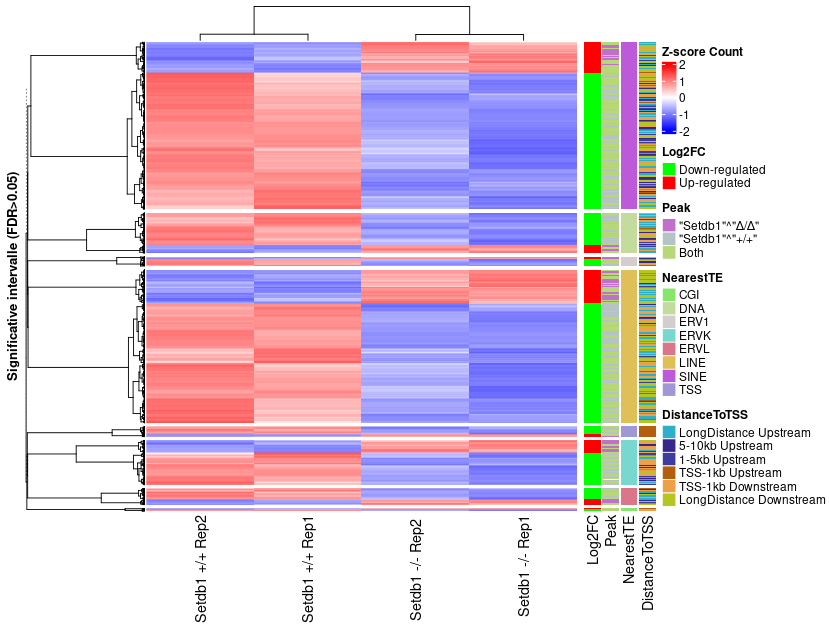 Significative intervalle (FDR>0.05)
Setdb1 +/+ Rep2
Setdb1 +/+ Rep1
Setdb1 -/- Rep2
Setdb1 -/- Rep1
Log2FC
Peak
NearestTE
DistanceToTSS
Z-score Count
2
1
0
-1
-2
Log2FC
Down-regulated
Up-regulated
Peak
"Setdb1"^"Δ/Δ"
"Setdb1"^"+/+"
Both
NearestTE
CGI
DNA
ERV1
ERVK
ERVL
LINE
SINE
TSS
DistanceToTSS
LongDistance Upstream
5-10kb Upstream
1-5kb Upstream
TSS-1kb Upstream
TSS-1kb Downstream
LongDistance Downstream